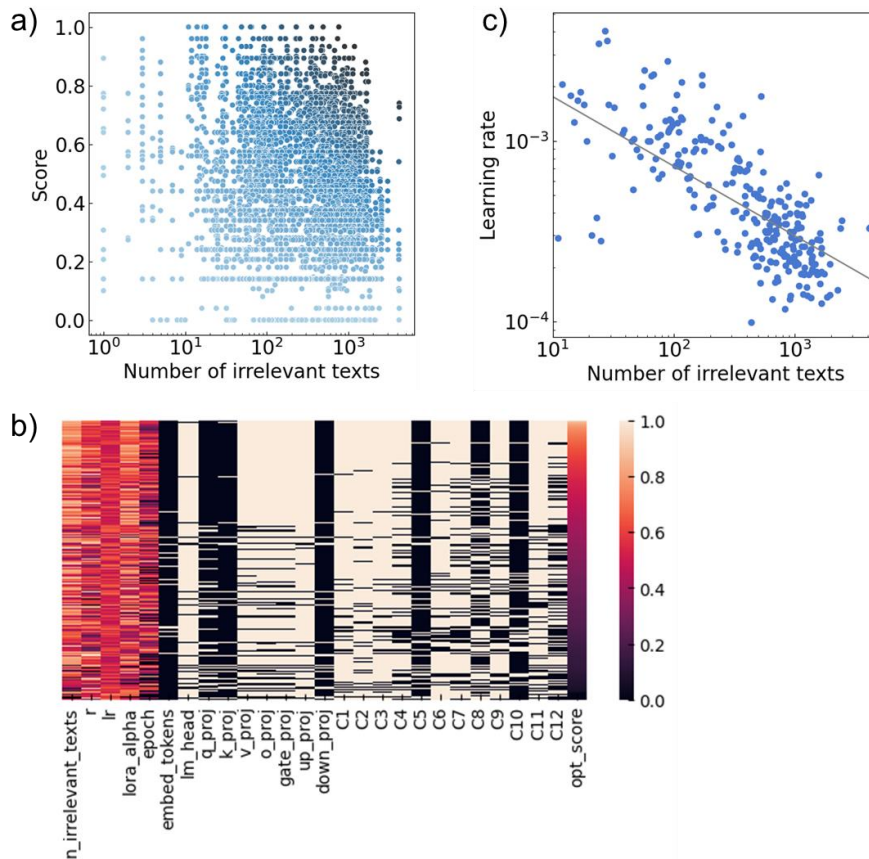 a)
1.0
0.8
0.6
0.4
0.2
0.0
Score
10⁰
10¹
10²
10³
Number of irrelevant texts
c)
10⁻³
10⁻⁴
Learning rate
10¹
10²
10³
Number of irrelevant texts
b)
1.0
0.8
0.6
0.4
0.2
0.0
n_irrelevant_texts
r
lr
lora_alpha
epoch
embed_tokens
lm_head
q_proj
k_proj
v_proj
o_proj
gate_proj
up_proj
down_proj
C1
C2
C3
C4
C5
C6
C7
C8
C9
C10
C11
C12
opt_score